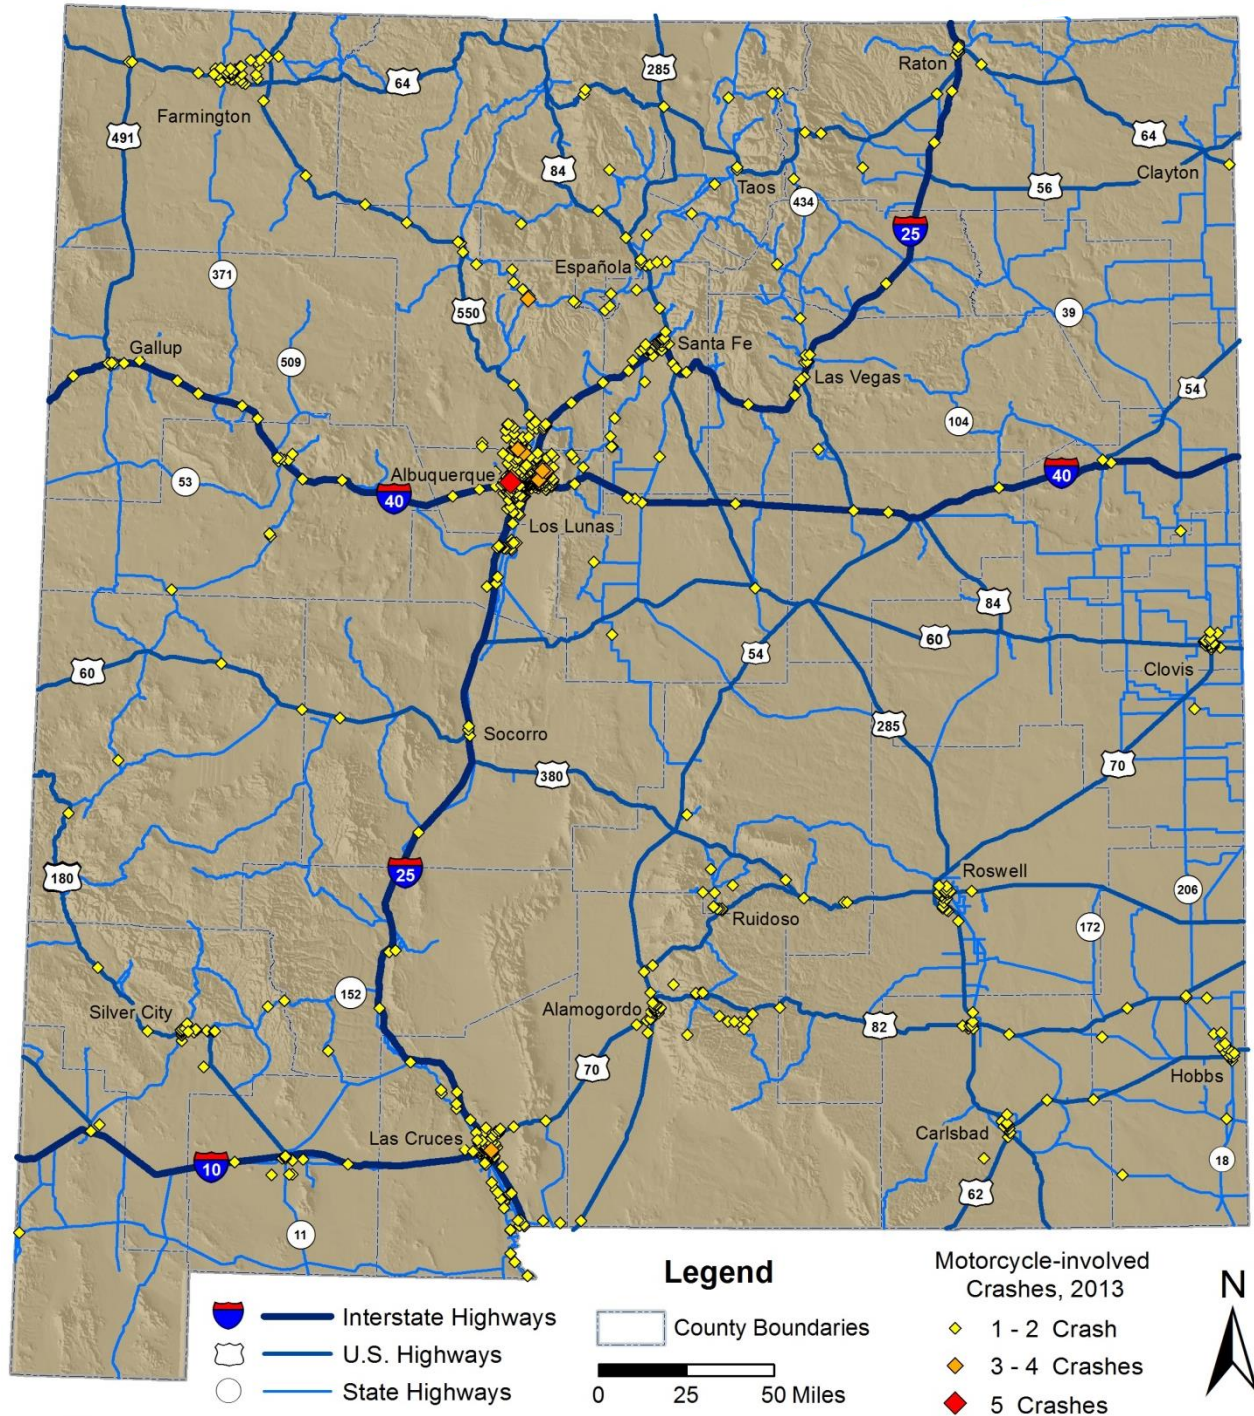 Raton
285
64
Farmington
491
64
84
Clayton
Taos
56
434
25
371
Española
550
39
Gallup
Santa Fe
509
Las Vegas
54
104
Albuquerque
40
53
40
Los Lunas
84
60
54
60
Clovis
285
Socorro
70
380
25
180
Roswell
206
Ruidoso
172
152
Silver City
Alamogordo
82
70
Hobbs
Las Cruces
Carlsbad
10
18
62
11
Legend
Interstate Highways
U.S. Highways
State Highways
County Boundaries
0 25 50 Miles
Motorcycle-involved
Crashes, 2013
1 - 2 Crash
3 - 4 Crashes
5 Crashes
N